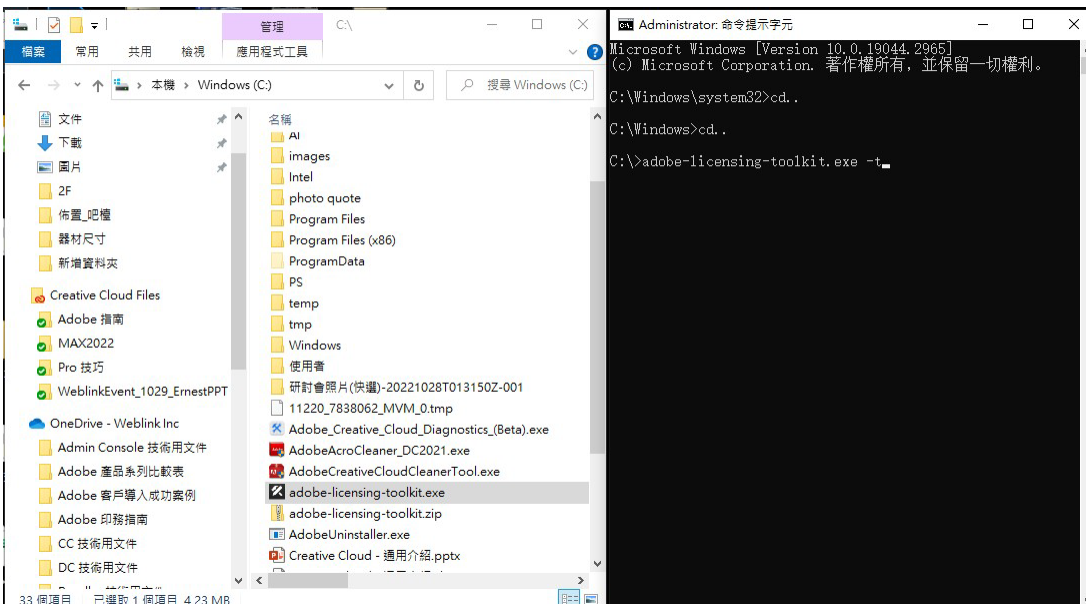 管理
C:\
檔案
常用
共用
檢視
應用程式工具
本機 › Windows (C:)
搜尋 Windows (C:)
文件
下載
圖片
2F
佈置_吧檯
器材尺寸
新增資料夾
Creative Cloud Files
Adobe 指南
MAX2022
Pro 技巧
WeblinkEvent_1029_ErnestPPT
OneDrive - Weblink Inc
Admin Console 技術用文件
Adobe 產品系列比較表
Adobe 客戶導入成功案例
Adobe 印務指南
CC 技術用文件
DC 技術用文件
名稱
AI
images
Intel
photo quote
Program Files
Program Files (x86)
ProgramData
PS
temp
tmp
Windows
使用者
研討會照片(快選)-20221028T013150Z-001
11220_7838062_MVM_0.tmp
Adobe_Creative_Cloud_Diagnostics_(Beta).exe
AdobeAcroCleaner_DC2021.exe
AdobeCreativeCloudCleanerTool.exe
adobe-licensing-toolkit.exe
adobe-licensing-toolkit.zip
AdobeUninstaller.exe
Creative Cloud - 通用介紹.pptx
33 個項目
已選取 1 個項目 4.23 MB
Administrator: 命令提示字元
Microsoft Windows [Version 10.0.19044.2965]
(c) Microsoft Corporation. 著作權所有，並保留一切權利。
C:\Windows\system32>cd..
C:\Windows>cd..
C:\>adobe-licensing-toolkit.exe -t